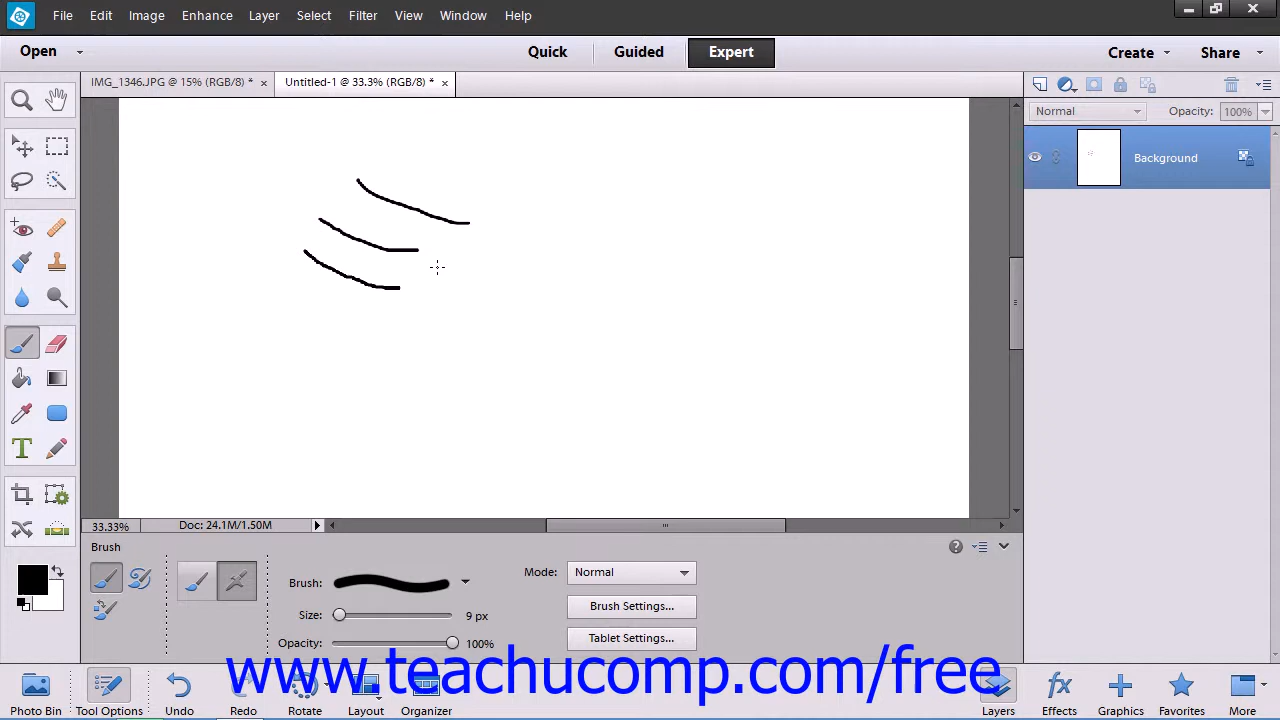 File Edit Image Enhance Layer Select Filter View Window Help
Open Quick Guided Expert Create Share
IMG_1346.JPG @ 15% (RGB/8) * × Untitled-1 @ 33.3% (RGB/8) * ×
Normal Opacity: 100%
Background
33.33% Doc: 24.1M/1.50M
Brush
Brush: Mode: Normal
Size: 9 px Brush Settings...
Opacity: 100% Tablet Settings...
www.teachucomp.com/free
Photo Bin Tool Options Undo Redo Rotate Layout Organizer Layers Effects Graphics Favorites More